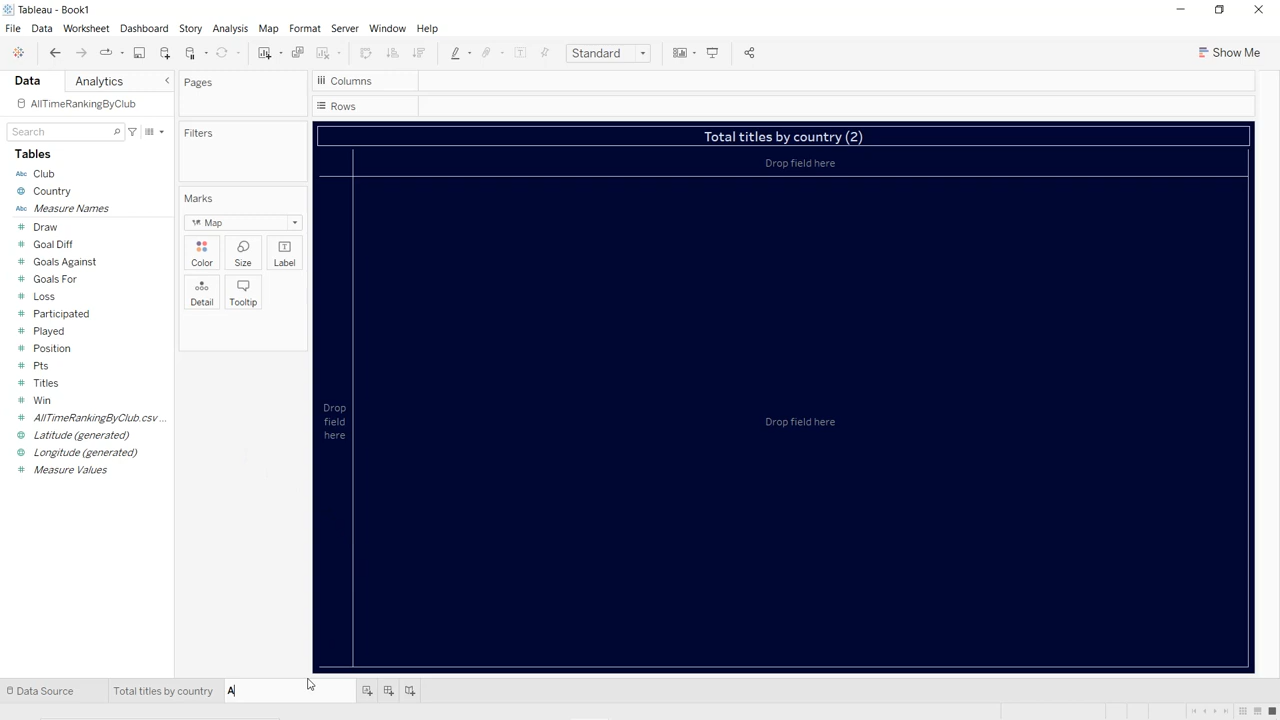 Tableau - Book1
File Data Worksheet Dashboard Story Analysis Map Format Server Window Help
Standard
Show Me
Data Analytics
AllTimeRankingByClub
Search
Tables
Abc Club
Country
Abc Measure Names
# Draw
# Goal Diff
# Goals Against
# Goals For
# Loss
# Participated
# Played
# Position
# Pts
# Titles
# Win
# AllTimeRankingByClub.csv ...
Latitude (generated)
Longitude (generated)
# Measure Values
Pages
Filters
Marks
Map
Color Size Label
Detail Tooltip
Columns
Rows
Total titles by country (2)
Drop field here
Drop
field
here
Drop field here
Data Source Total titles by country A